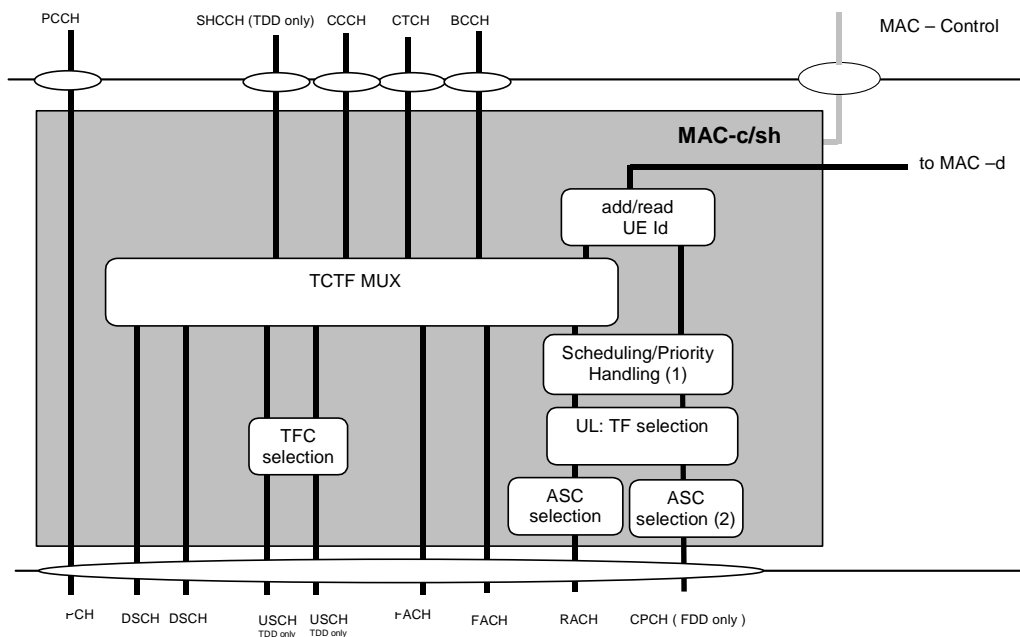 PCCH
SHCCH (TDD only)
CCCH
CTCH
BCCH
MAC – Control
MAC-c/sh
to MAC –d
add/read
UE Id
TCTF MUX
Scheduling/Priority
Handling (1)
TFC
selection
UL: TF selection
ASC
selection
ASC
selection (2)
PCH
DSCH
DSCH
USCH
TDD only
USCH
TDD only
FACH
FACH
RACH
CPCH ( FDD only )